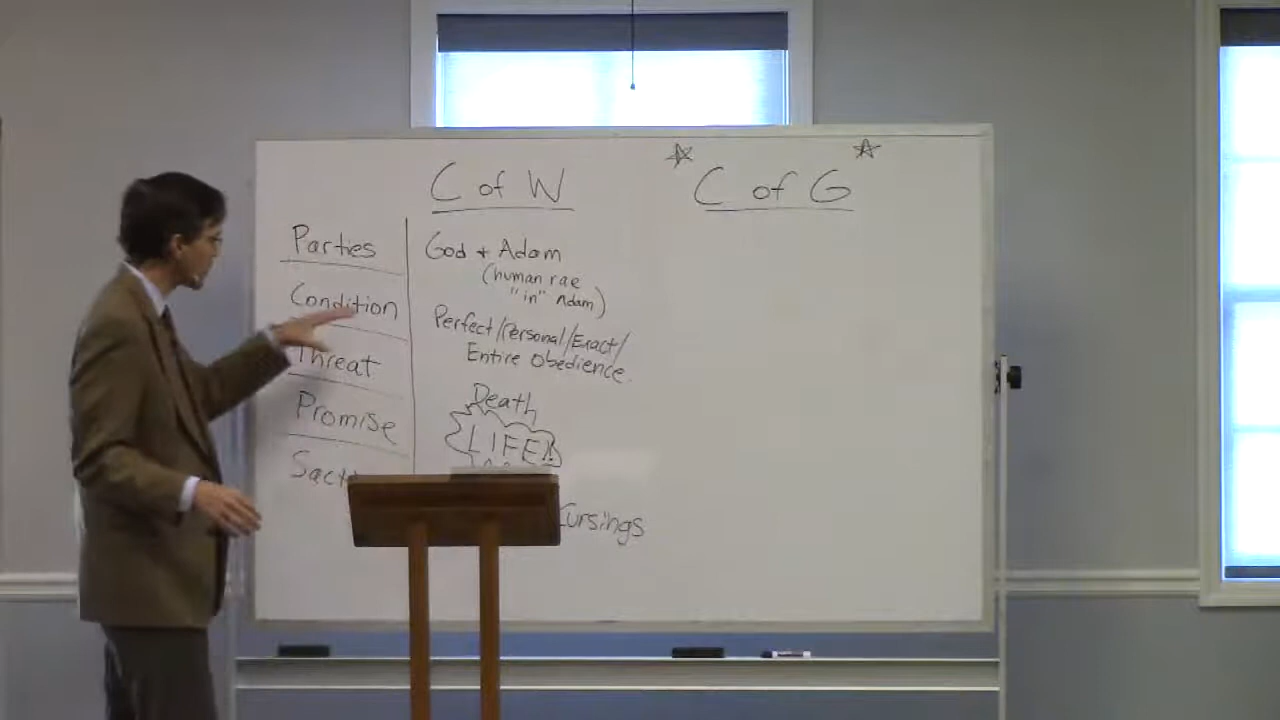 C of W
C of G
Parties
God + Adam
(human rae
"in" Adam)
Condition
Perfect/Personal/Exact/
Entire Obedience.
Threat
Death
Promise
LIFE!
Cursings